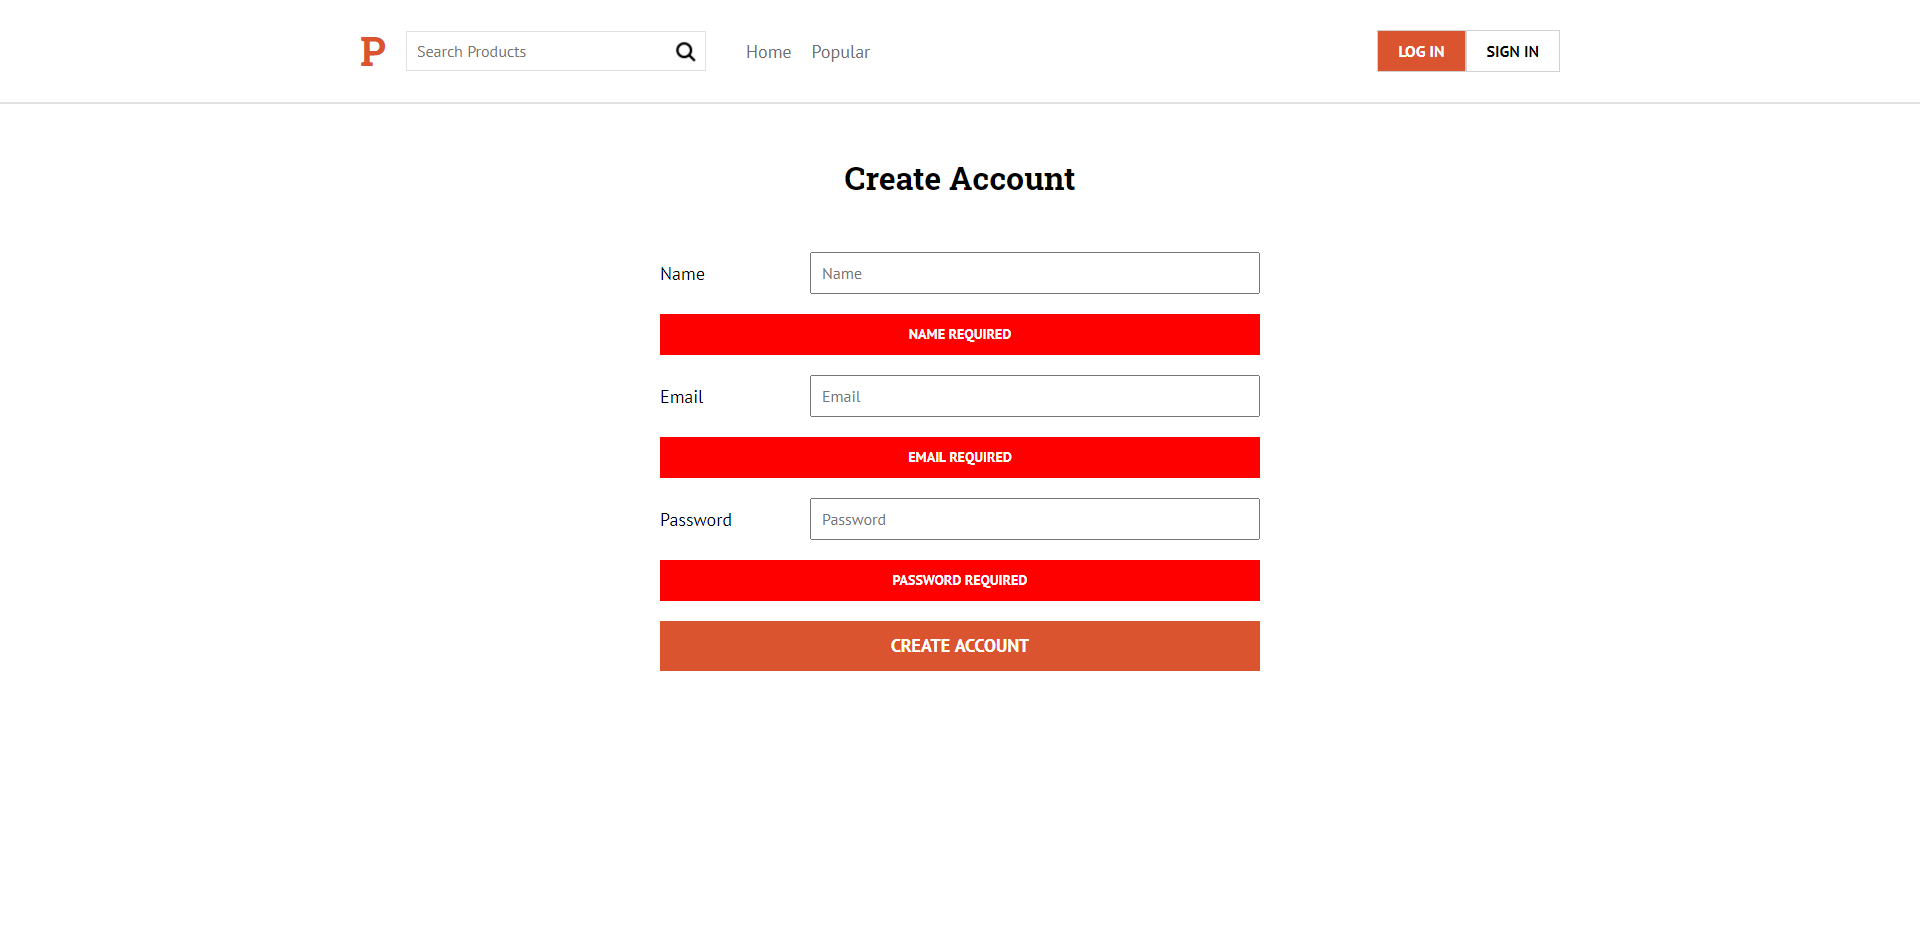 P
Search Products
Home
Popular
LOG IN
SIGN IN
Create Account
Name
Name
NAME REQUIRED
Email
Email
EMAIL REQUIRED
Password
Password
PASSWORD REQUIRED
CREATE ACCOUNT